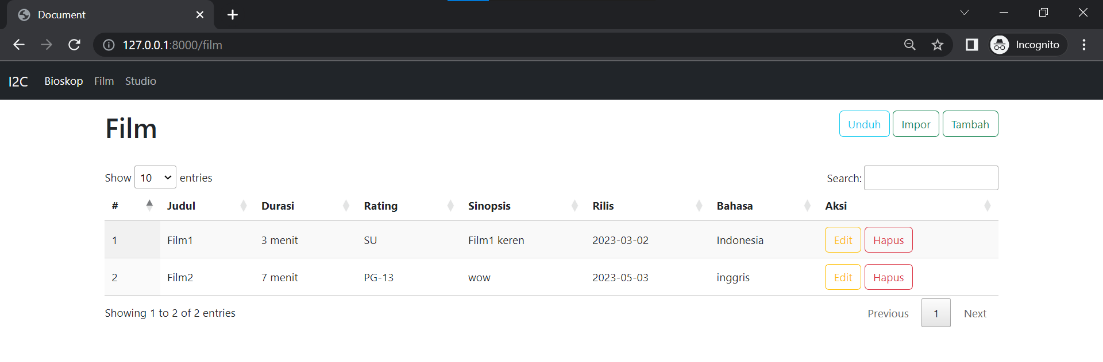 Document
127.0.0.1:8000/film
Incognito
I2C Bioskop Film Studio
Film
Unduh Impor Tambah
Show 10 entries
Search:
# Judul Durasi Rating Sinopsis Rilis Bahasa Aksi
1 Film1 3 menit SU Film1 keren 2023-03-02 Indonesia Edit Hapus
2 Film2 7 menit PG-13 wow 2023-05-03 inggris Edit Hapus
Showing 1 to 2 of 2 entries
Previous 1 Next